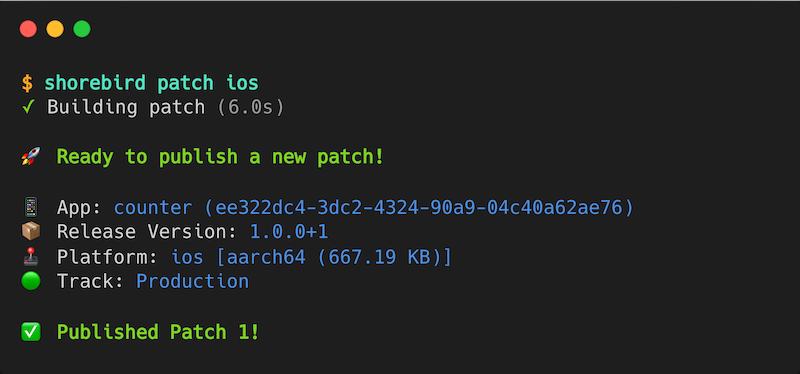 $ shorebird patch ios
✓ Building patch (6.0s)
🚀 Ready to publish a new patch!
📱 App: counter (ee322dc4-3dc2-4324-90a9-04c40a62ae76)
📦 Release Version: 1.0.0+1
🕹️ Platform: ios [aarch64 (667.19 KB)]
🟢 Track: Production
✅ Published Patch 1!